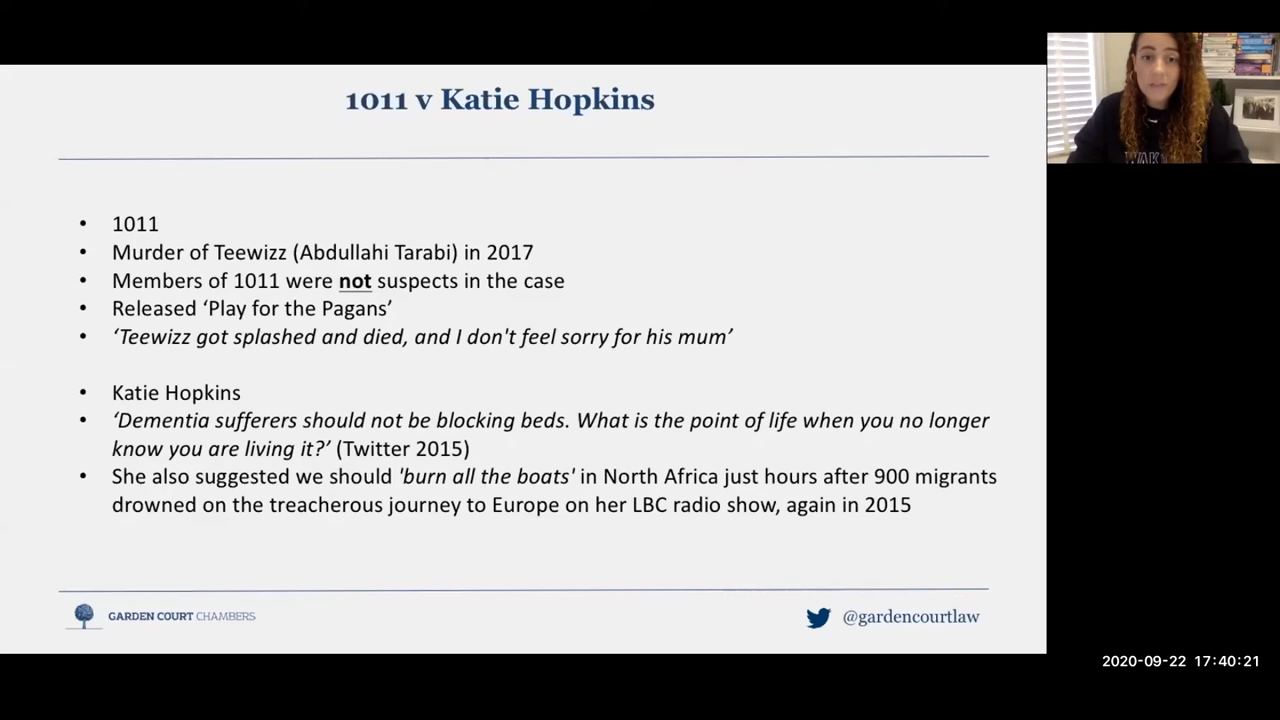 1011 v Katie Hopkins
• 1011
• Murder of Teewizz (Abdullahi Tarabi) in 2017
• Members of 1011 were not suspects in the case
• Released ‘Play for the Pagans’
• ‘Teewizz got splashed and died, and I don't feel sorry for his mum’
• Katie Hopkins
• ‘Dementia sufferers should not be blocking beds. What is the point of life when you no longer
know you are living it?’ (Twitter 2015)
• She also suggested we should 'burn all the boats' in North Africa just hours after 900 migrants
drowned on the treacherous journey to Europe on her LBC radio show, again in 2015
GARDEN COURT CHAMBERS
@gardencourtlaw
2020-09-22 17:40:21